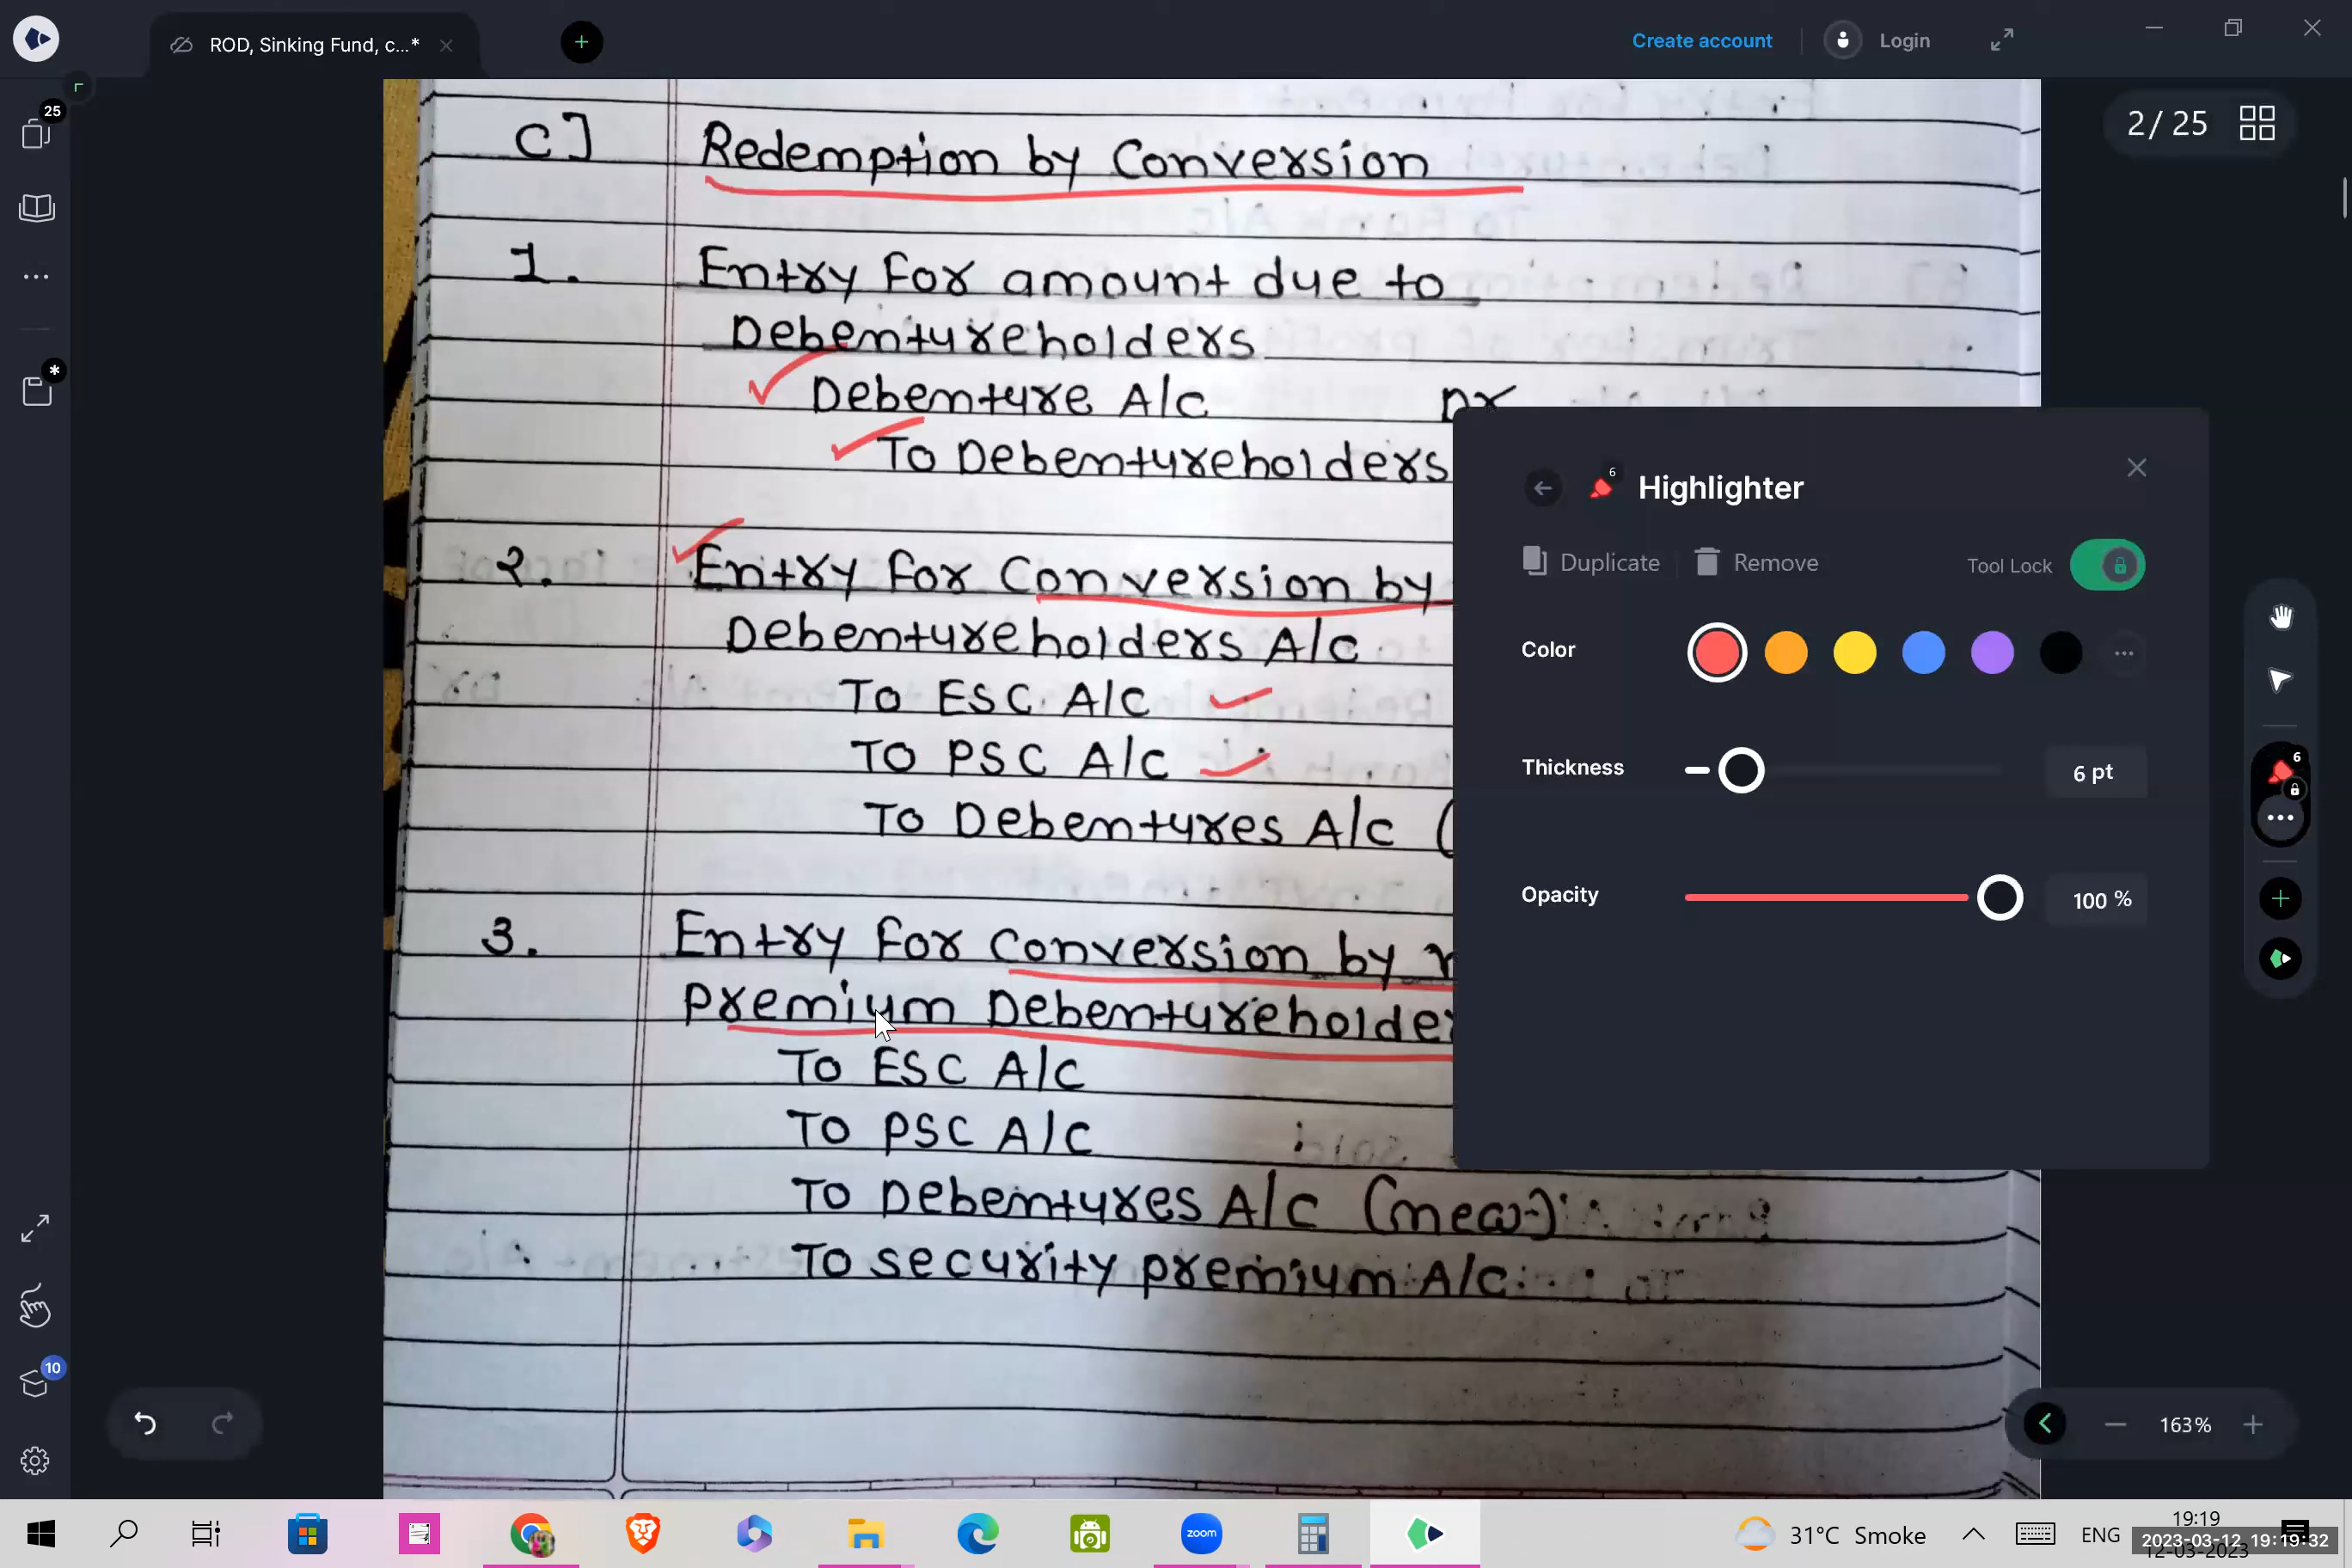 ROD, Sinking Fund, c...*
Create account
Login
25
2/ 25
C] Redemption by Conversion
1. Entry for amount due to
Debentureholders
Debenture A/c Dr
To Debentureholders
2. Entry for Conversion by
Debentureholders A/c
To ESC A/c
To PSC A/c
To Debentures A/c (
3. Entry for Conversion by
premium Debentureholde
To ESC A/c
To PSC A/c
To Debentures A/c (new)
To security premium A/c
6
Highlighter
Duplicate
Remove
Tool Lock
Color
Thickness
6 pt
Opacity
100 %
6
10
163%
zoom
31°C Smoke
ENG
19:19
2023-03-12, 19:19:32
12-03-2023